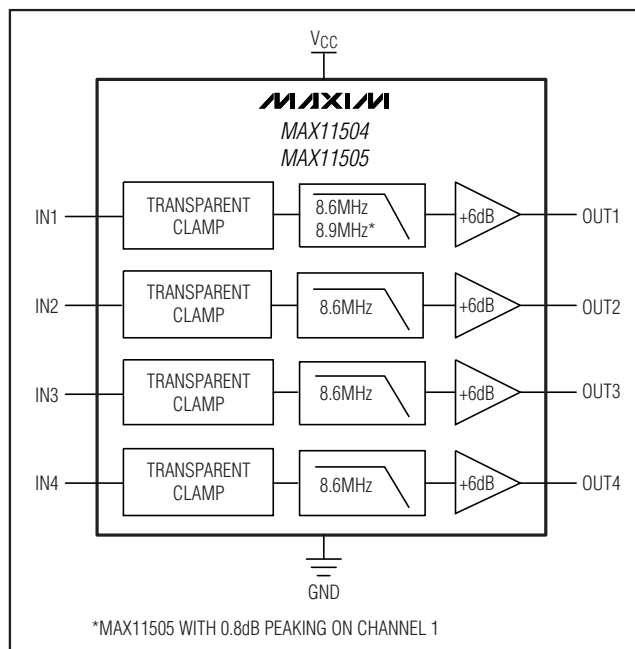 VCC
MAXIM
MAX11504
MAX11505
IN1
TRANSPARENT
CLAMP
8.6MHz
8.9MHz*
+6dB
OUT1
IN2
TRANSPARENT
CLAMP
8.6MHz
+6dB
OUT2
IN3
TRANSPARENT
CLAMP
8.6MHz
+6dB
OUT3
IN4
TRANSPARENT
CLAMP
8.6MHz
+6dB
OUT4
GND
*MAX11505 WITH 0.8dB PEAKING ON CHANNEL 1